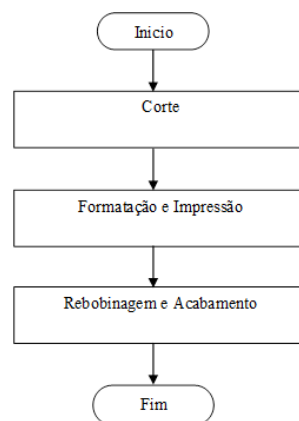 Inicio
Corte
Formatação e Impressão
Rebobinagem e Acabamento
Fim